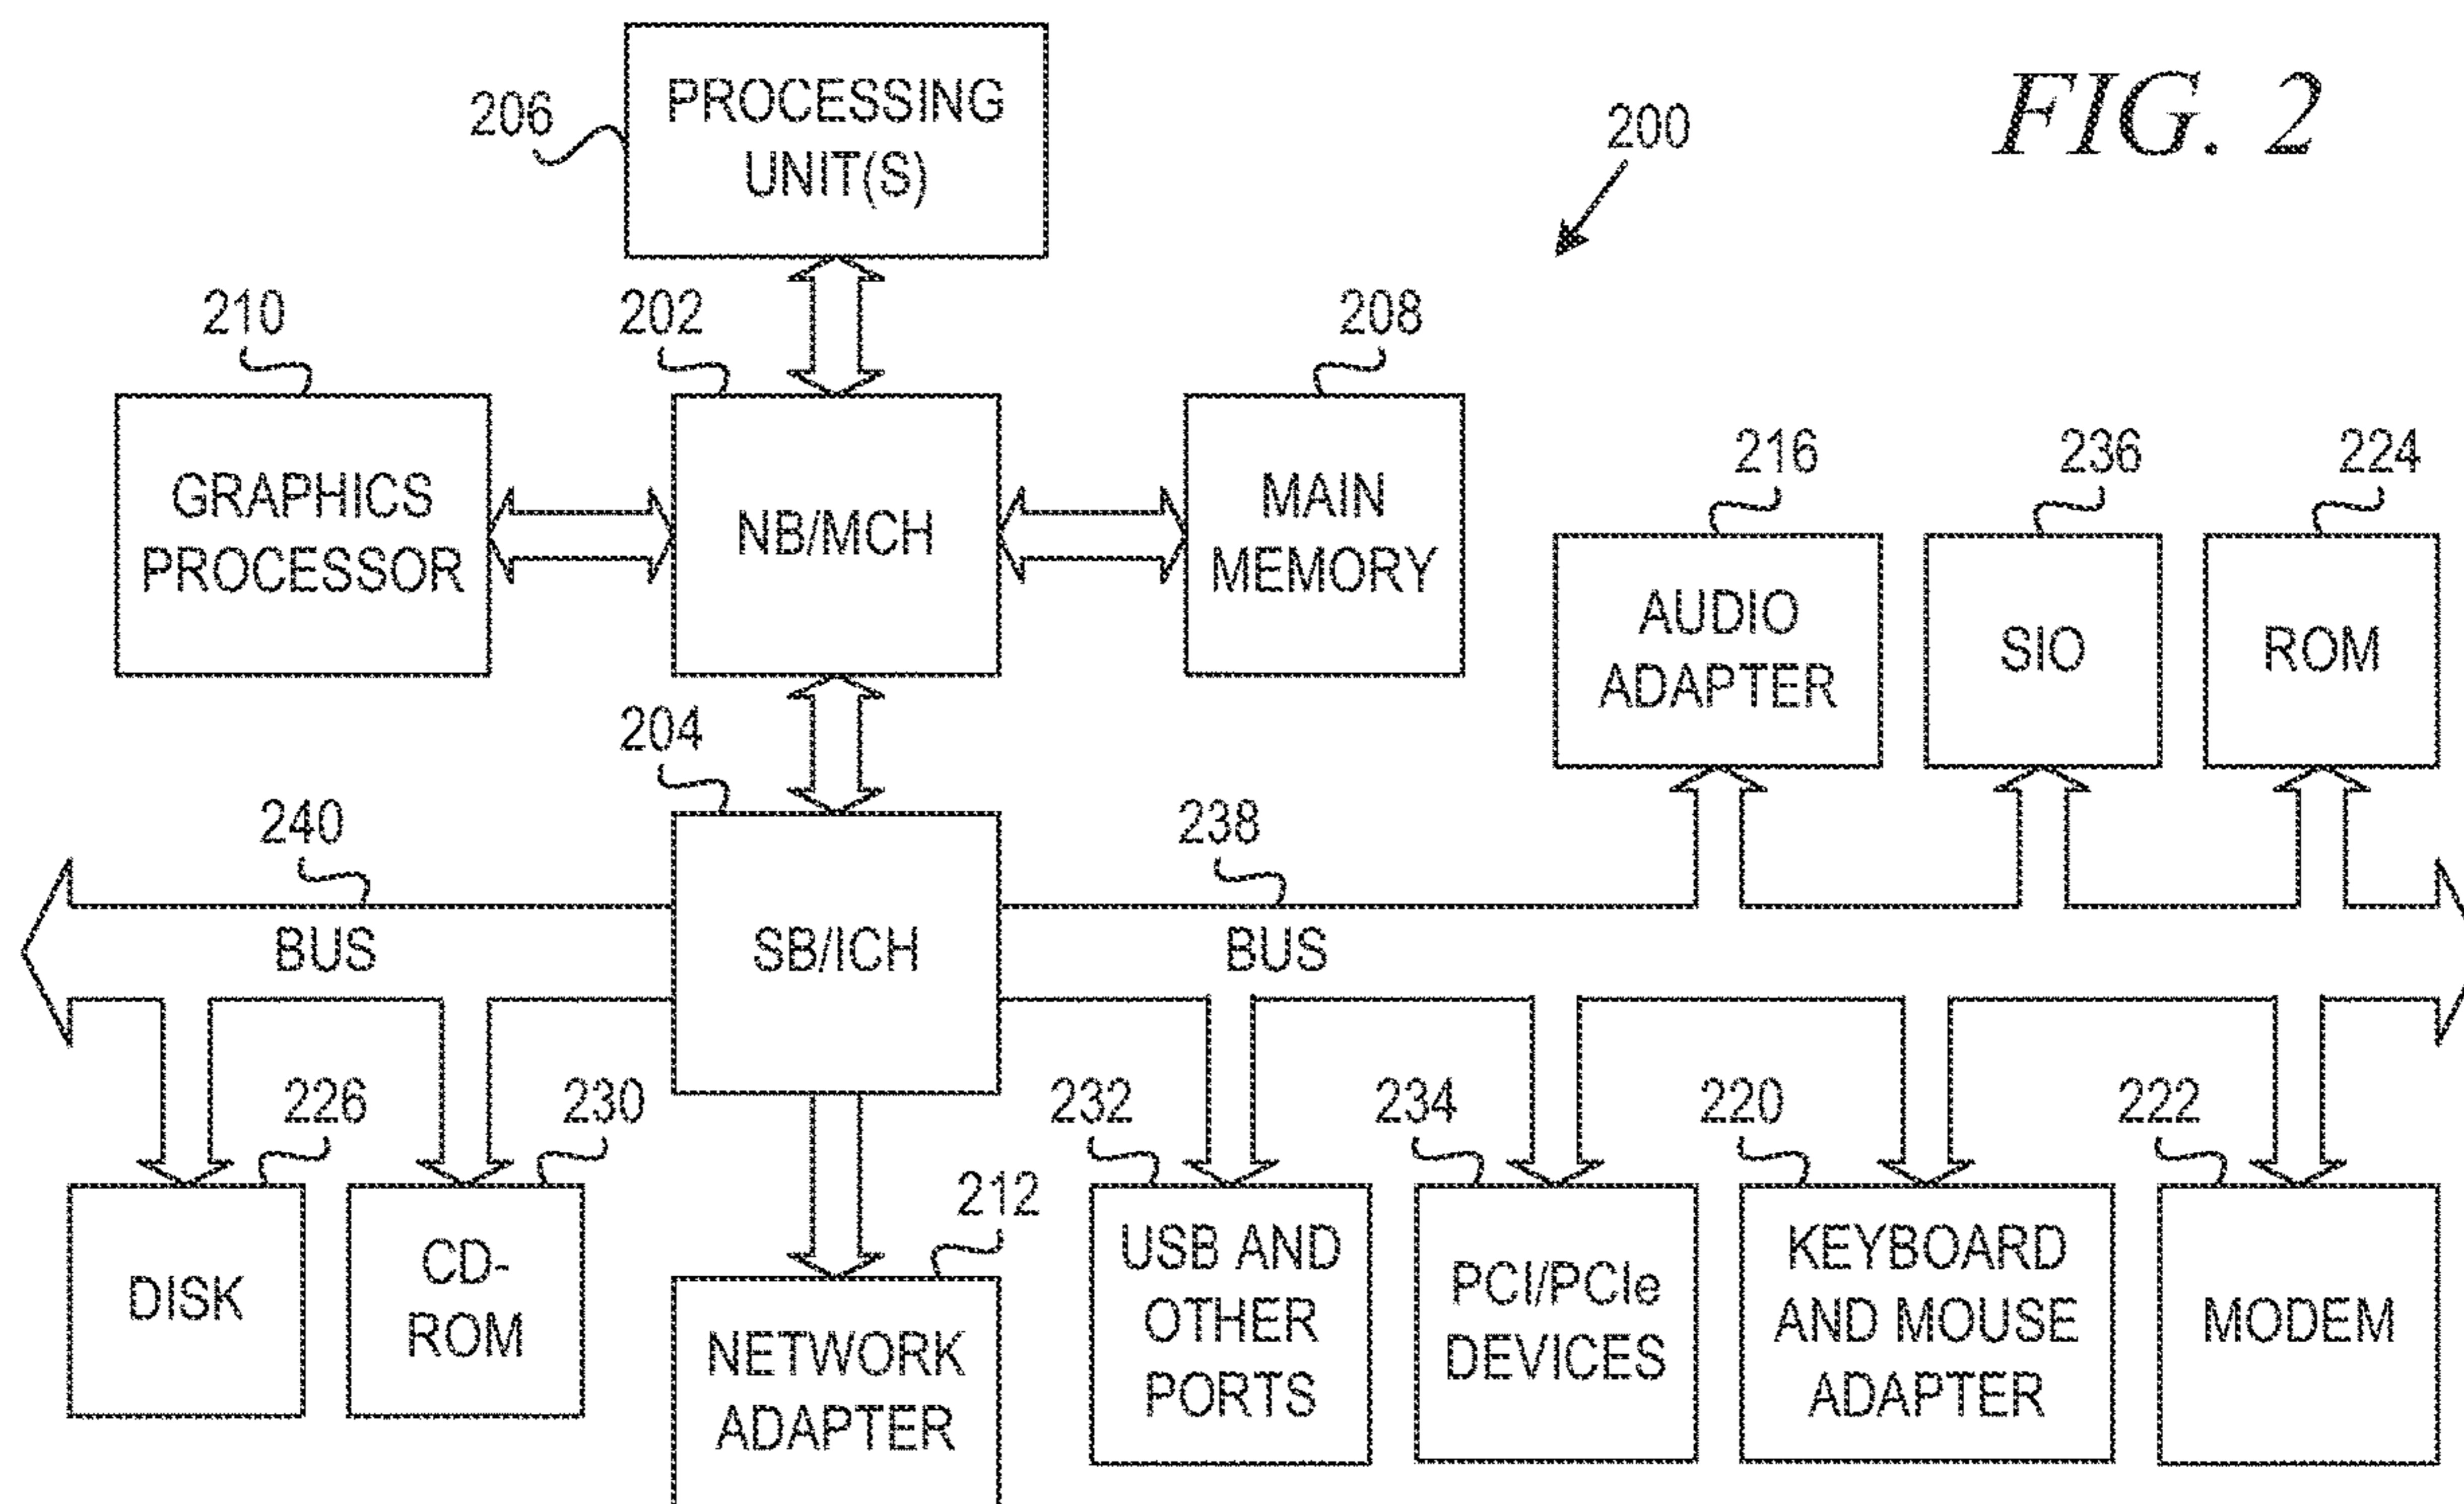 FIG. 2
200
206
PROCESSING
UNIT(S)
210
202
208
GRAPHICS
PROCESSOR
NB/MCH
MAIN
MEMORY
216
236
224
AUDIO
ADAPTER
SIO
ROM
204
240
238
BUS
SB/ICH
BUS
226
230
232
234
220
222
212
DISK
CD-
ROM
NETWORK
ADAPTER
USB AND
OTHER
PORTS
PCI/PCIe
DEVICES
KEYBOARD
AND MOUSE
ADAPTER
MODEM